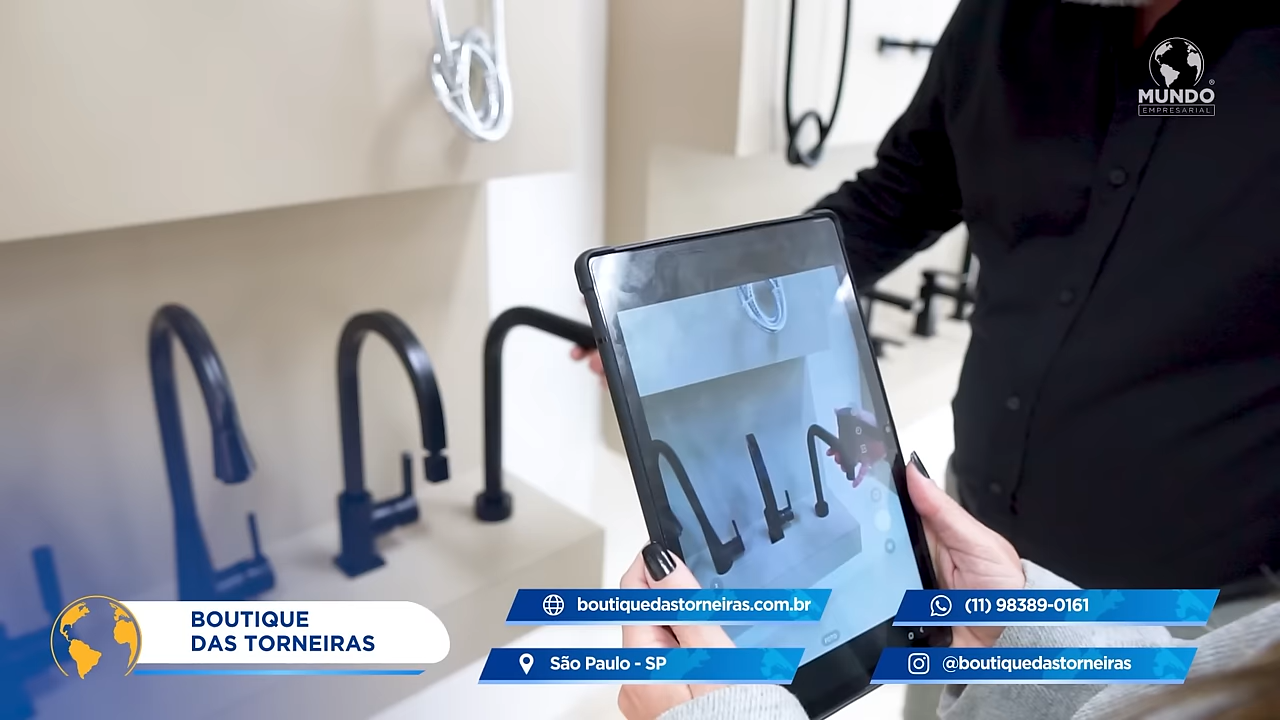 MUNDO
EMPRESARIAL
BOUTIQUE
DAS TORNEIRAS
boutiquedastorneiras.com.br
(11) 98389-0161
São Paulo - SP
@boutiquedastorneiras